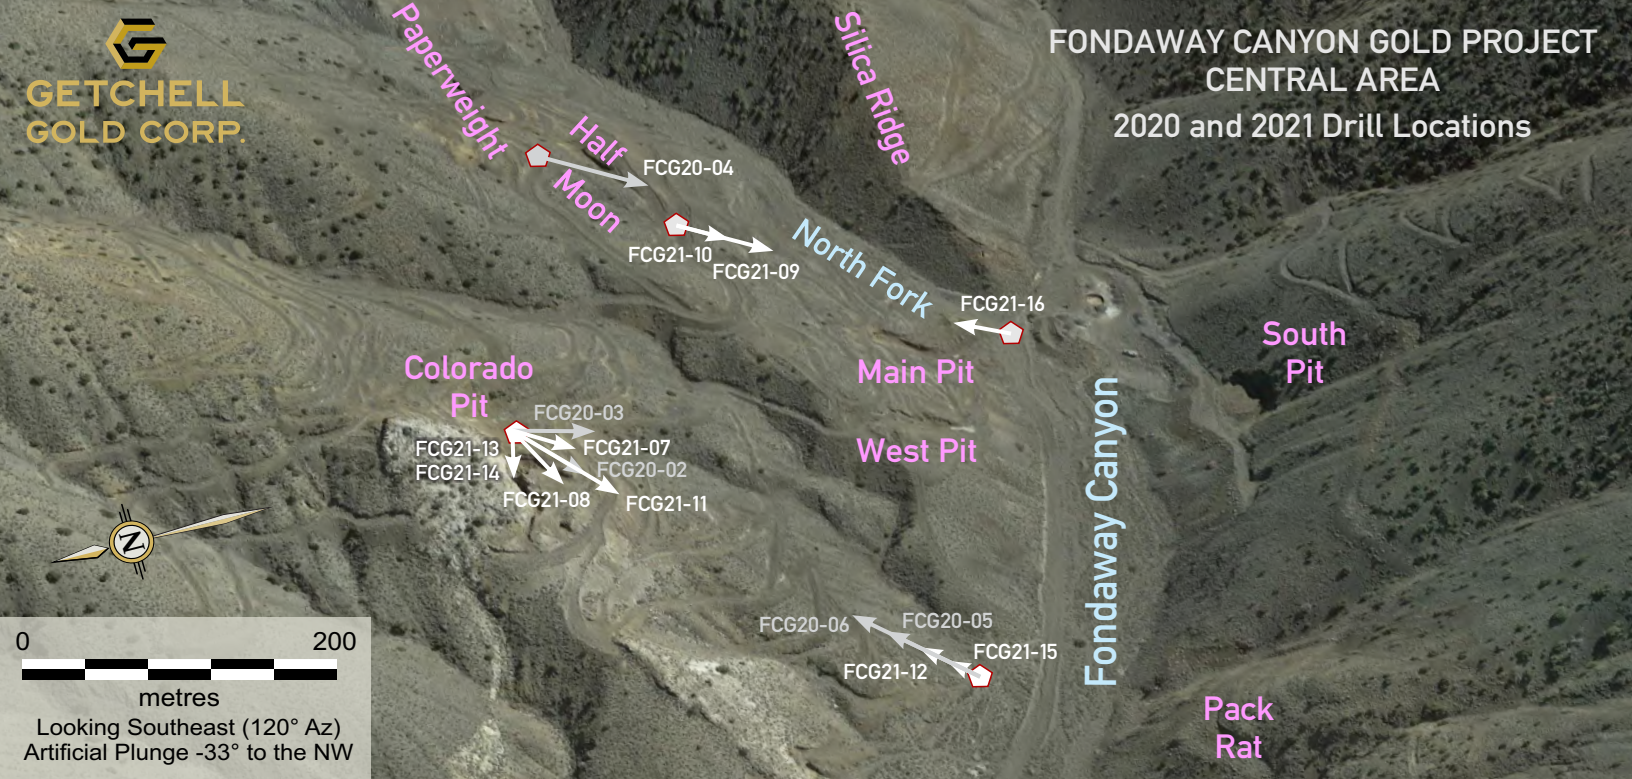 GETCHELL
GOLD CORP.
FONDAWAY CANYON GOLD PROJECT
CENTRAL AREA
2020 and 2021 Drill Locations
Paperweight
Silica Ridge
Half
Moon
FCG20-04
FCG21-10
FCG21-09
North Fork
FCG21-16
South
Pit
Main Pit
West Pit
Colorado
Pit
FCG20-03
FCG21-13
FCG21-07
FCG21-14
FCG20-02
FCG21-08
FCG21-11
Fondaway Canyon
N
FCG20-06
FCG20-05
FCG21-15
FCG21-12
Pack
Rat
0 200
metres
Looking Southeast (120° Az)
Artificial Plunge -33° to the NW